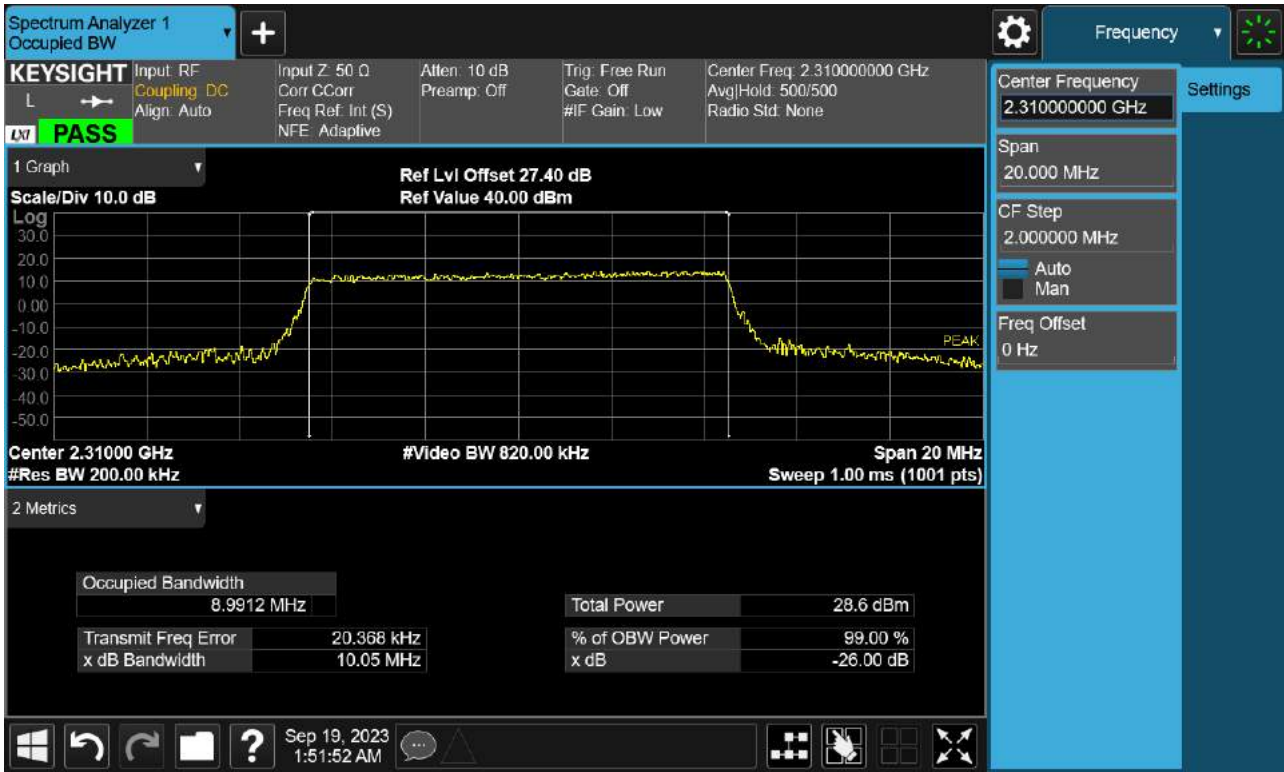 Spectrum Analyzer 1
Occupied BW
Frequency
KEYSIGHT
L
LXI
PASS
Input: RF
Coupling: DC
Align: Auto
Input Z: 50 Ω
Corr CCorr
Freq Ref: Int (S)
NFE: Adaptive
Atten: 10 dB
Preamp: Off
Trig: Free Run
Gate: Off
#IF Gain: Low
Center Freq: 2.310000000 GHz
Avg|Hold: 500/500
Radio Std: None
Center Frequency
2.310000000 GHz
Settings
Span
20.000 MHz
CF Step
2.000000 MHz
Auto
Man
Freq Offset
0 Hz
1 Graph
Scale/Div 10.0 dB
Ref Lvl Offset 27.40 dB
Ref Value 40.00 dBm
Log
30.0
20.0
10.0
0.00
-10.0
-20.0
-30.0
-40.0
-50.0
PEAK
Center 2.31000 GHz
#Video BW 820.00 kHz
Span 20 MHz
#Res BW 200.00 kHz
Sweep 1.00 ms (1001 pts)
2 Metrics
Occupied Bandwidth
8.9912 MHz
Total Power 28.6 dBm
Transmit Freq Error 20.368 kHz
% of OBW Power 99.00 %
x dB Bandwidth 10.05 MHz
x dB -26.00 dB
?
Sep 19, 2023
1:51:52 AM